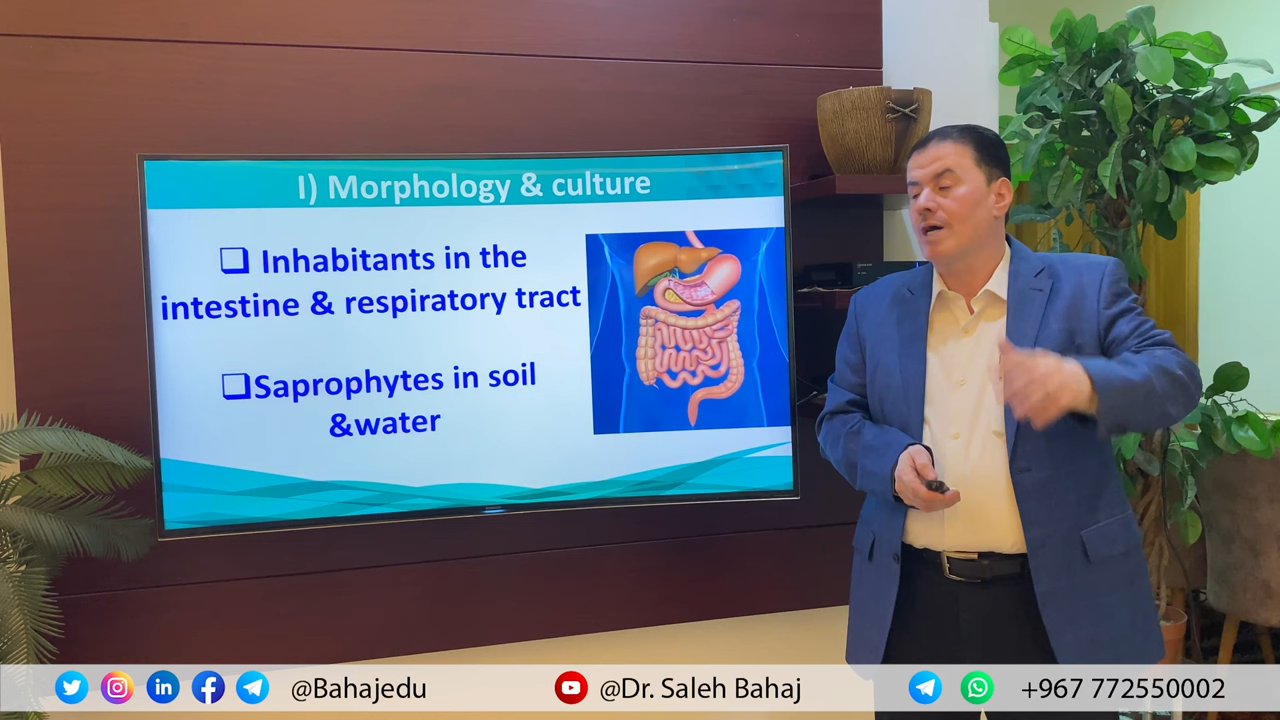 I) Morphology & culture
❑ Inhabitants in the
intestine & respiratory tract
❑Saprophytes in soil
&water
@Bahajedu
@Dr. Saleh Bahaj
+967 772550002